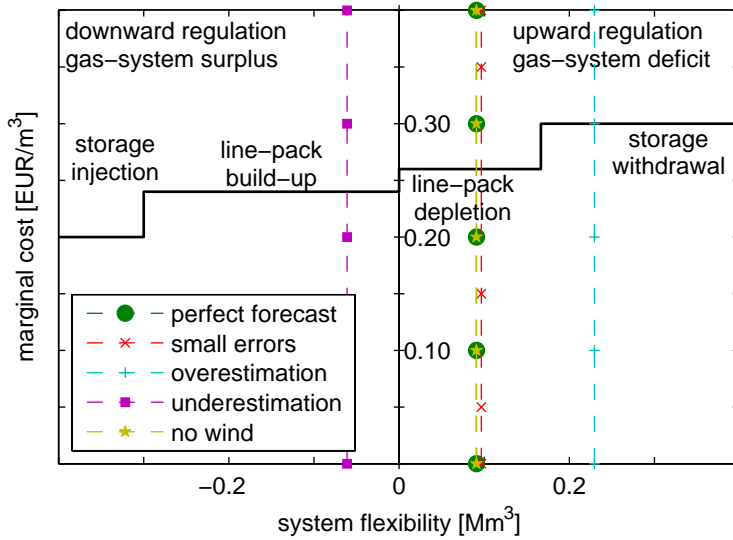 downward regulation
gas−system surplus
upward regulation
gas−system deficit
storage
injection
line−pack
build−up
line−pack
depletion
storage
withdrawal
0.30
0.20
0.10
marginal cost [EUR/m³]
perfect forecast
small errors
overestimation
underestimation
no wind
−0.2
0
0.2
system flexibility [Mm³]